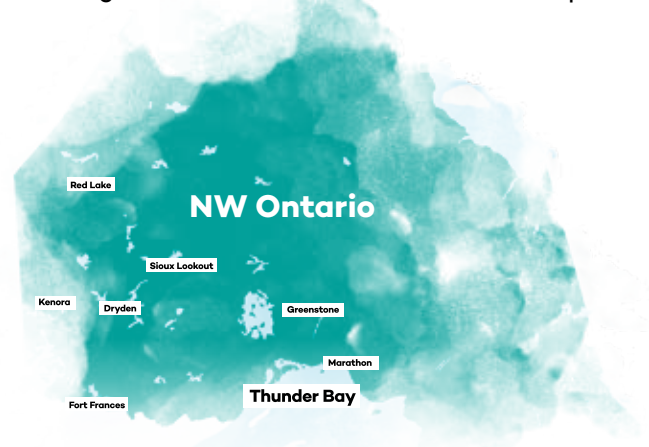 Red Lake
NW Ontario
Sioux Lookout
Kenora
Dryden
Greenstone
Marathon
Thunder Bay
Fort Frances